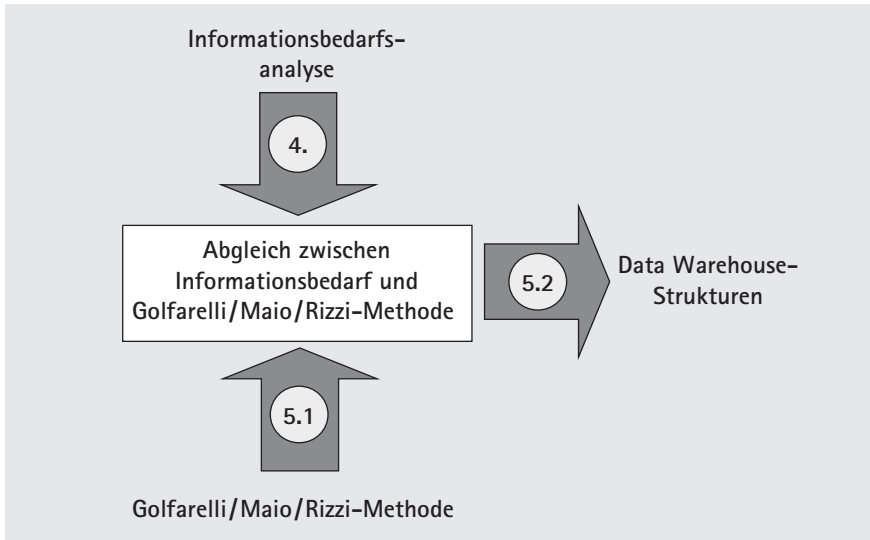 Informationsbedarfs-
analyse
4.
Abgleich zwischen
Informationsbedarf und
Golfarelli/Maio/Rizzi-Methode
5.2
Data Warehouse-
Strukturen
5.1
Golfarelli/Maio/Rizzi-Methode